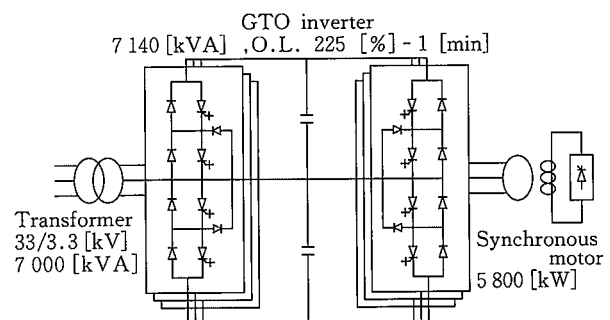 GTO inverter
7 140 [kVA] ,O.L. 225 [%] - 1 [min]
Transformer
33/3.3 [kV]
7 000 [kVA]
Synchronous
motor
5 800 [kW]